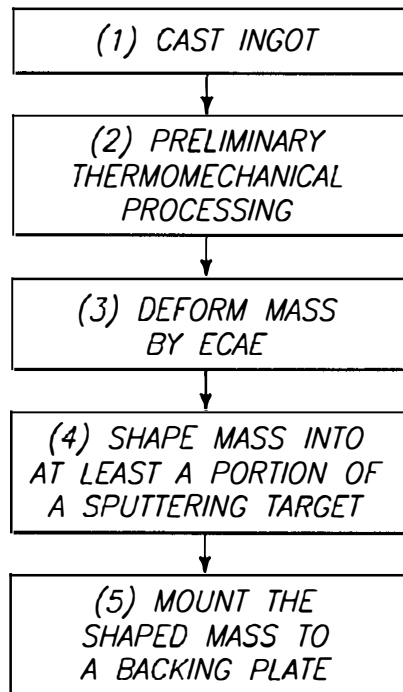 (1) CAST INGOT
(2) PRELIMINARY
THERMOMECHANICAL
PROCESSING
(3) DEFORM MASS
BY ECAE
(4) SHAPE MASS INTO
AT LEAST A PORTION OF
A SPUTTERING TARGET
(5) MOUNT THE
SHAPED MASS TO
A BACKING PLATE